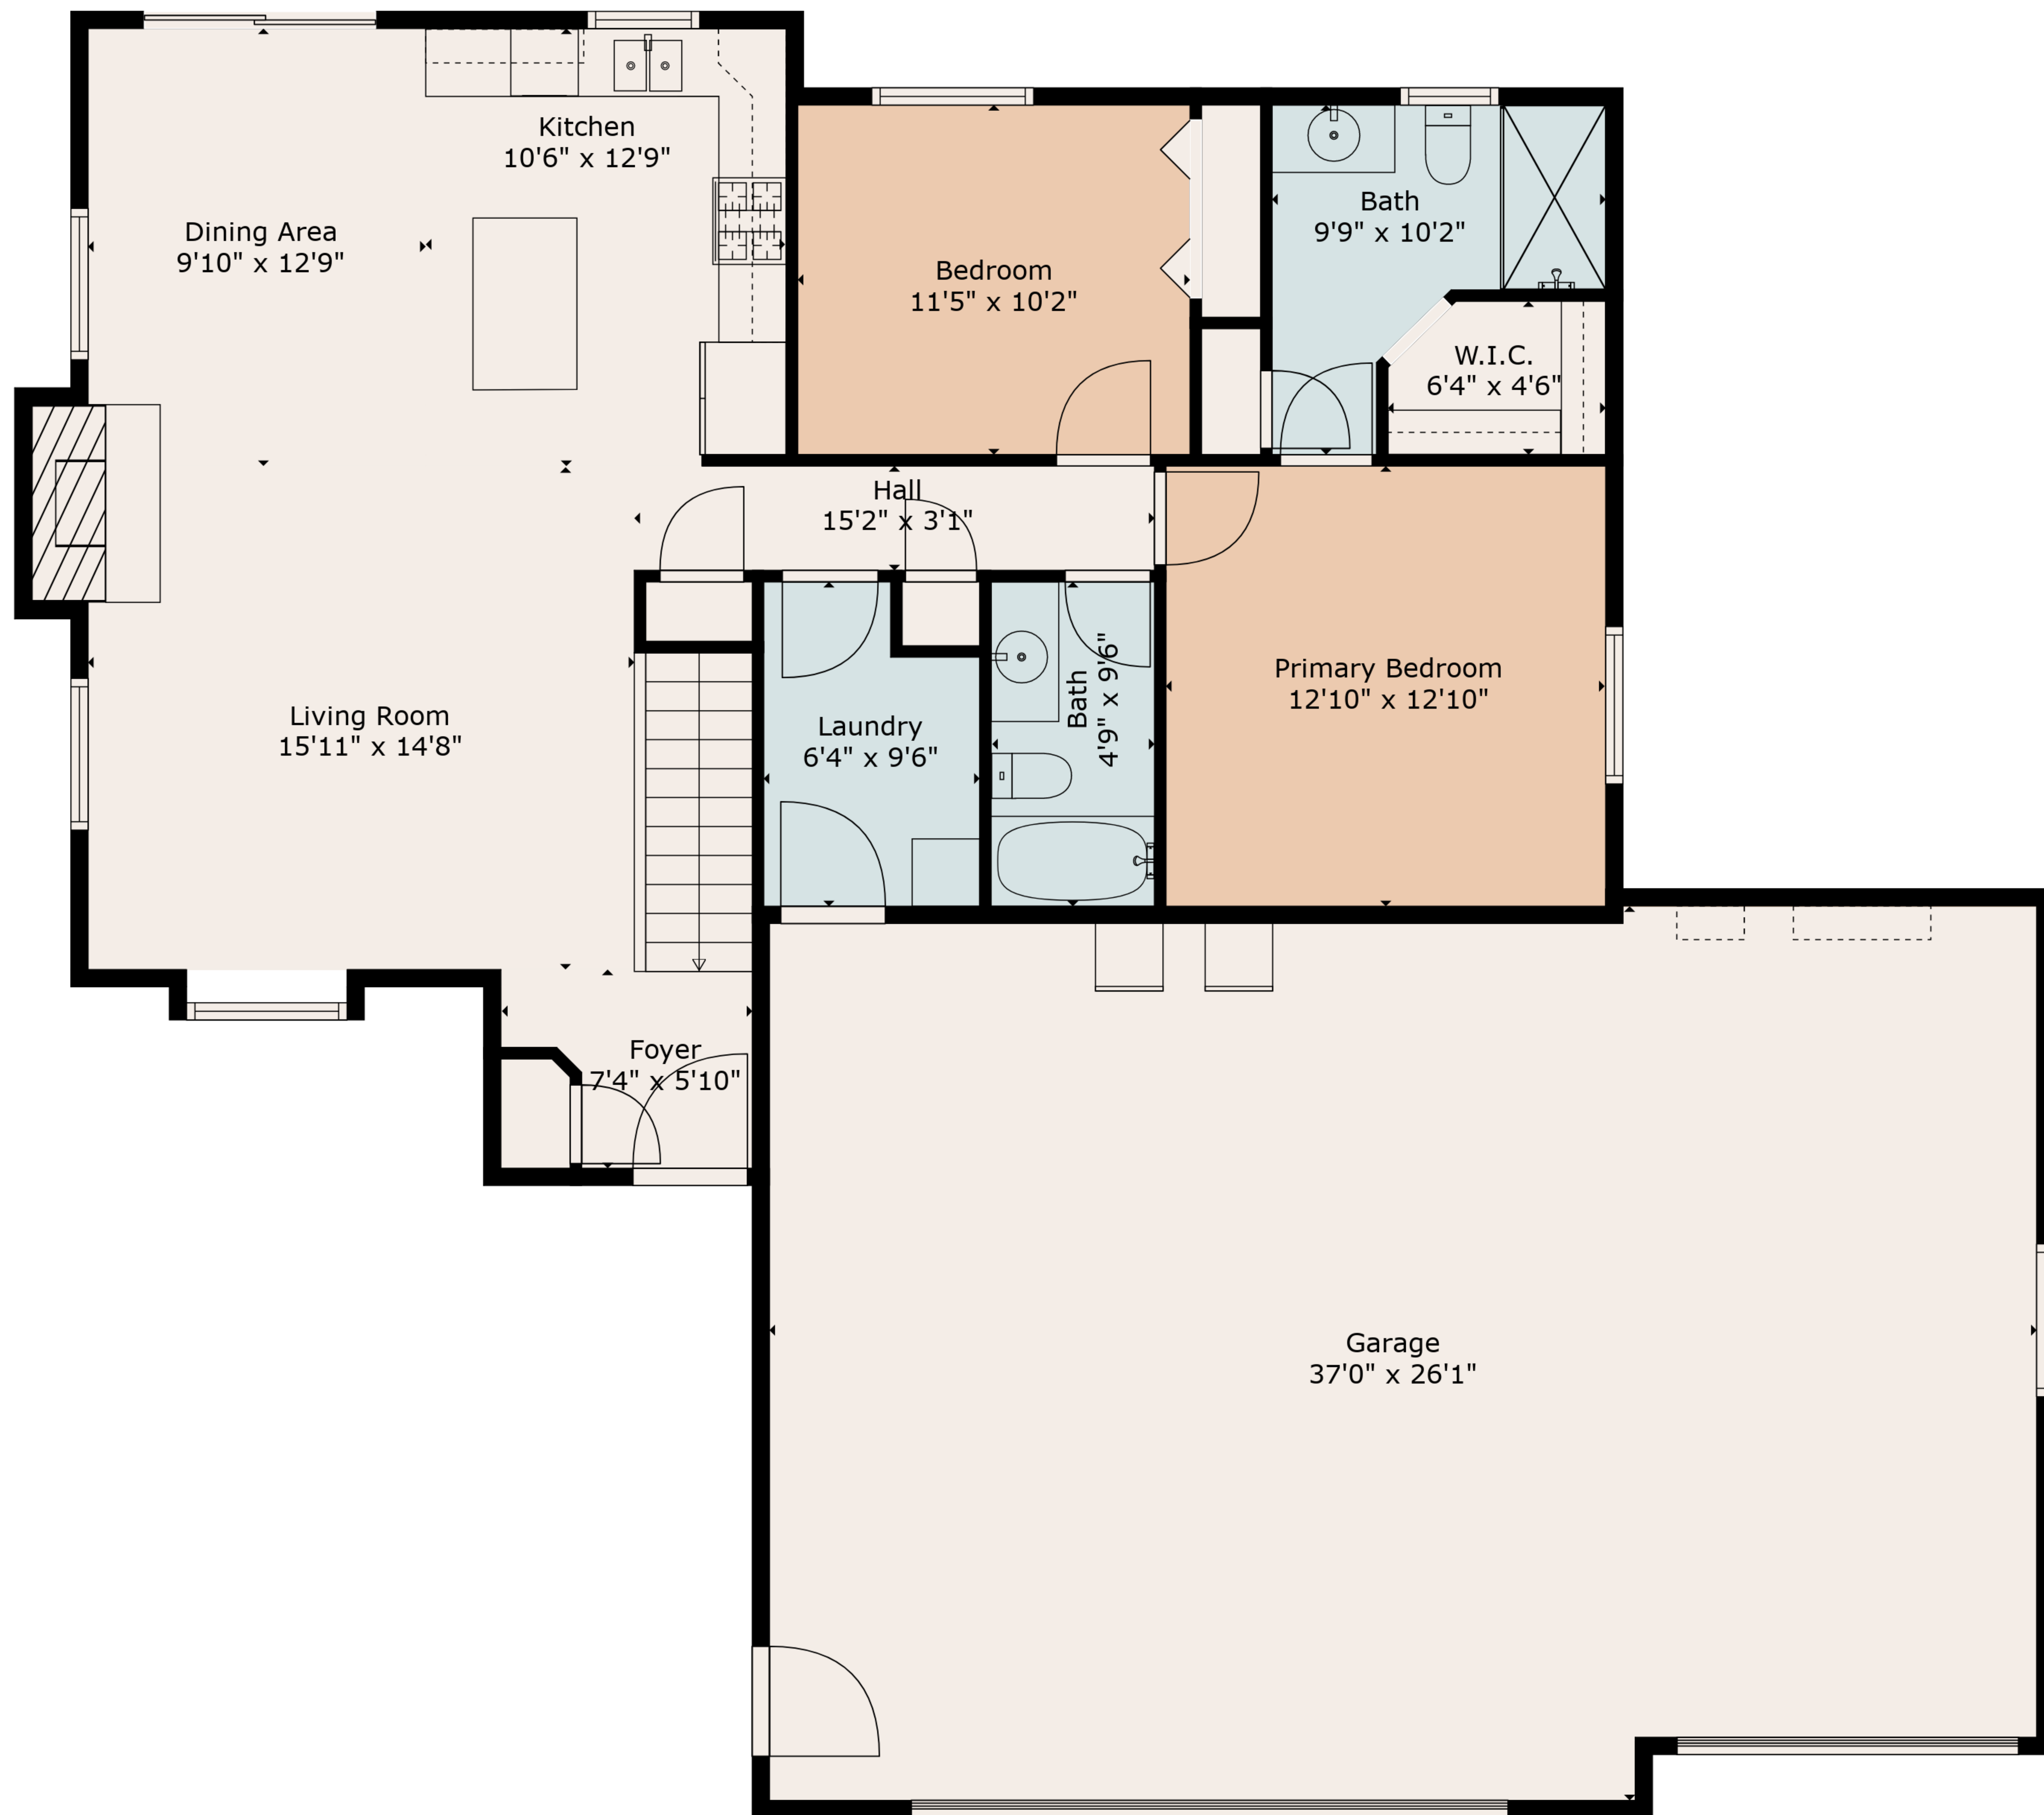 Kitchen
10'6" x 12'9"
Dining Area
9'10" x 12'9"
Bedroom
11'5" x 10'2"
Bath
9'9" x 10'2"
W.I.C.
6'4" x 4'6"
Hall
15'2" x 3'1"
Living Room
15'11" x 14'8"
Laundry
6'4" x 9'6"
Bath
4'9" x 9'6"
Primary Bedroom
12'10" x 12'10"
Foyer
7'4" x 5'10"
Garage
37'0" x 26'1"